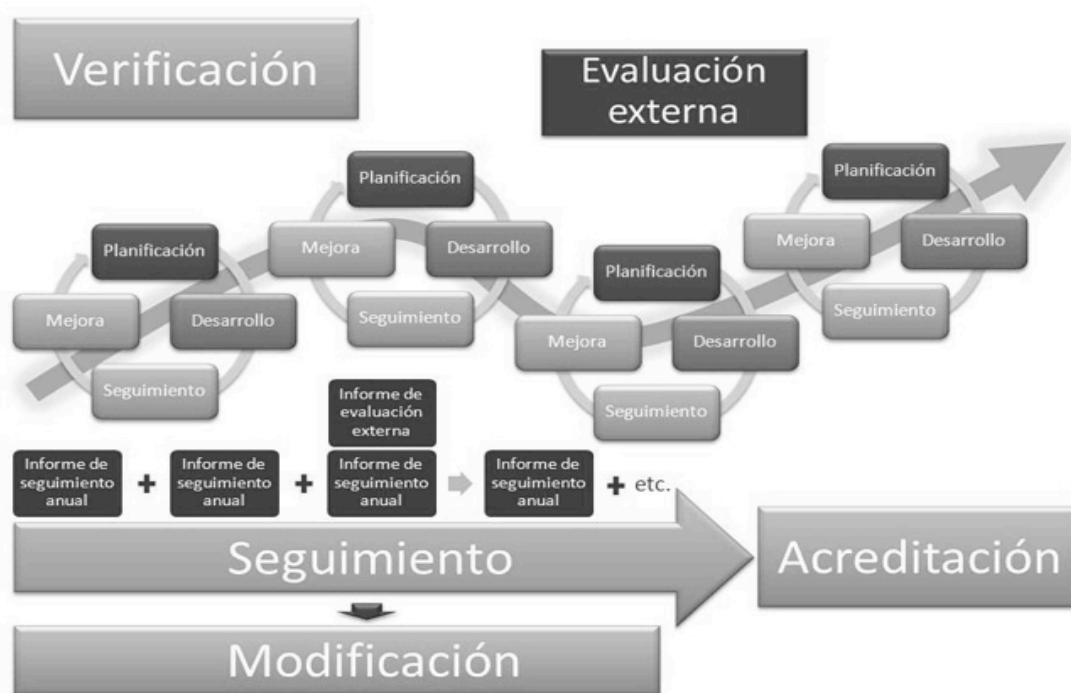 Verificación
Evaluación
externa
Planificación
Mejora
Desarrollo
Seguimiento
Planificación
Mejora
Desarrollo
Seguimiento
Planificación
Mejora
Desarrollo
Seguimiento
Planificación
Mejora
Desarrollo
Seguimiento
Informe de
evaluación
externa
Informe de
seguimiento
anual
+
Informe de
seguimiento
anual
+
Informe de
seguimiento
anual
Informe de
seguimiento
anual
+ etc.
Seguimiento
Acreditación
Modificación